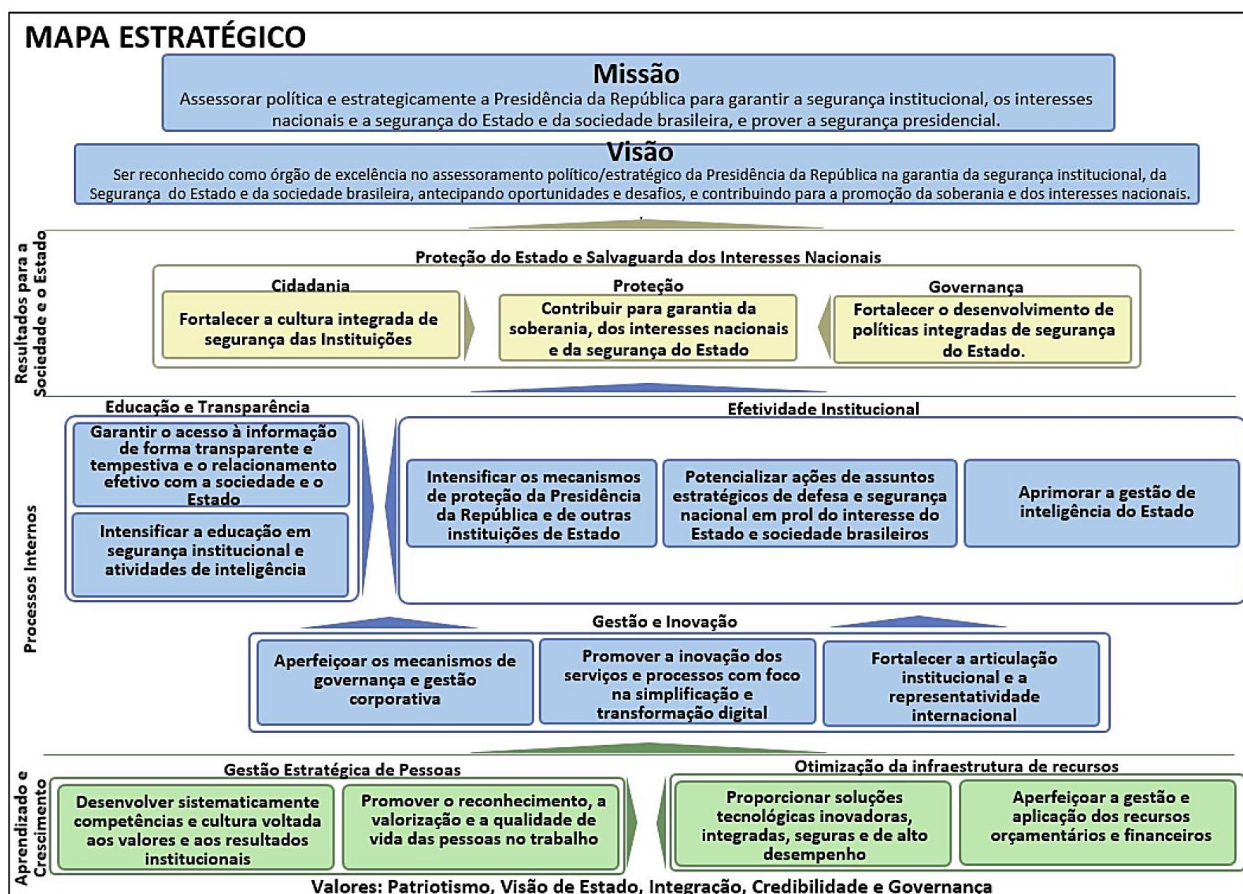 MAPA ESTRATÉGICO
Missão
Assessorar política e estrategicamente a Presidência da República para garantir a segurança institucional, os interesses
nacionais e a segurança do Estado e da sociedade brasileira, e prover a segurança presidencial.
Visão
Ser reconhecido como órgão de excelência no assessoramento político/estratégico da Presidência da República na garantia da segurança institucional, da
Segurança do Estado e da sociedade brasileira, antecipando oportunidades e desafios, e contribuindo para a promoção da soberania e dos interesses nacionais.
.
Resultados para a
Sociedade e o Estado
Proteção do Estado e Salvaguarda dos Interesses Nacionais
Cidadania
Fortalecer a cultura integrada de
segurança das Instituições
Proteção
Contribuir para garantia da
soberania, dos interesses nacionais
e da segurança do Estado
Governança
Fortalecer o desenvolvimento de
políticas integradas de segurança
do Estado.
Processos Internos
Educação e Transparência
Garantir o acesso à informação
de forma transparente e
tempestiva e o relacionamento
efetivo com a sociedade e o
Estado
Intensificar a educação em
segurança institucional e
atividades de inteligência
Efetividade Institucional
Intensificar os mecanismos
de proteção da Presidência
da República e de outras
instituições de Estado
Potencializar ações de assuntos
estratégicos de defesa e segurança
nacional em prol do interesse do
Estado e sociedade brasileiros
Aprimorar a gestão de
inteligência do Estado
Gestão e Inovação
Aperfeiçoar os mecanismos de
governança e gestão
corporativa
Promover a inovação dos
serviços e processos com foco
na simplificação e
transformação digital
Fortalecer a articulação
institucional e a
representatividade
internacional
Aprendizado e
Crescimento
Gestão Estratégica de Pessoas
Desenvolver sistematicamente
competências e cultura voltada
aos valores e aos resultados
institucionais
Promover o reconhecimento, a
valorização e a qualidade de
vida das pessoas no trabalho
Otimização da infraestrutura de recursos
Proporcionar soluções
tecnológicas inovadoras,
integradas, seguras e de alto
desempenho
Aperfeiçoar a gestão e
aplicação dos recursos
orçamentários e financeiros
Valores: Patriotismo, Visão de Estado, Integração, Credibilidade e Governança